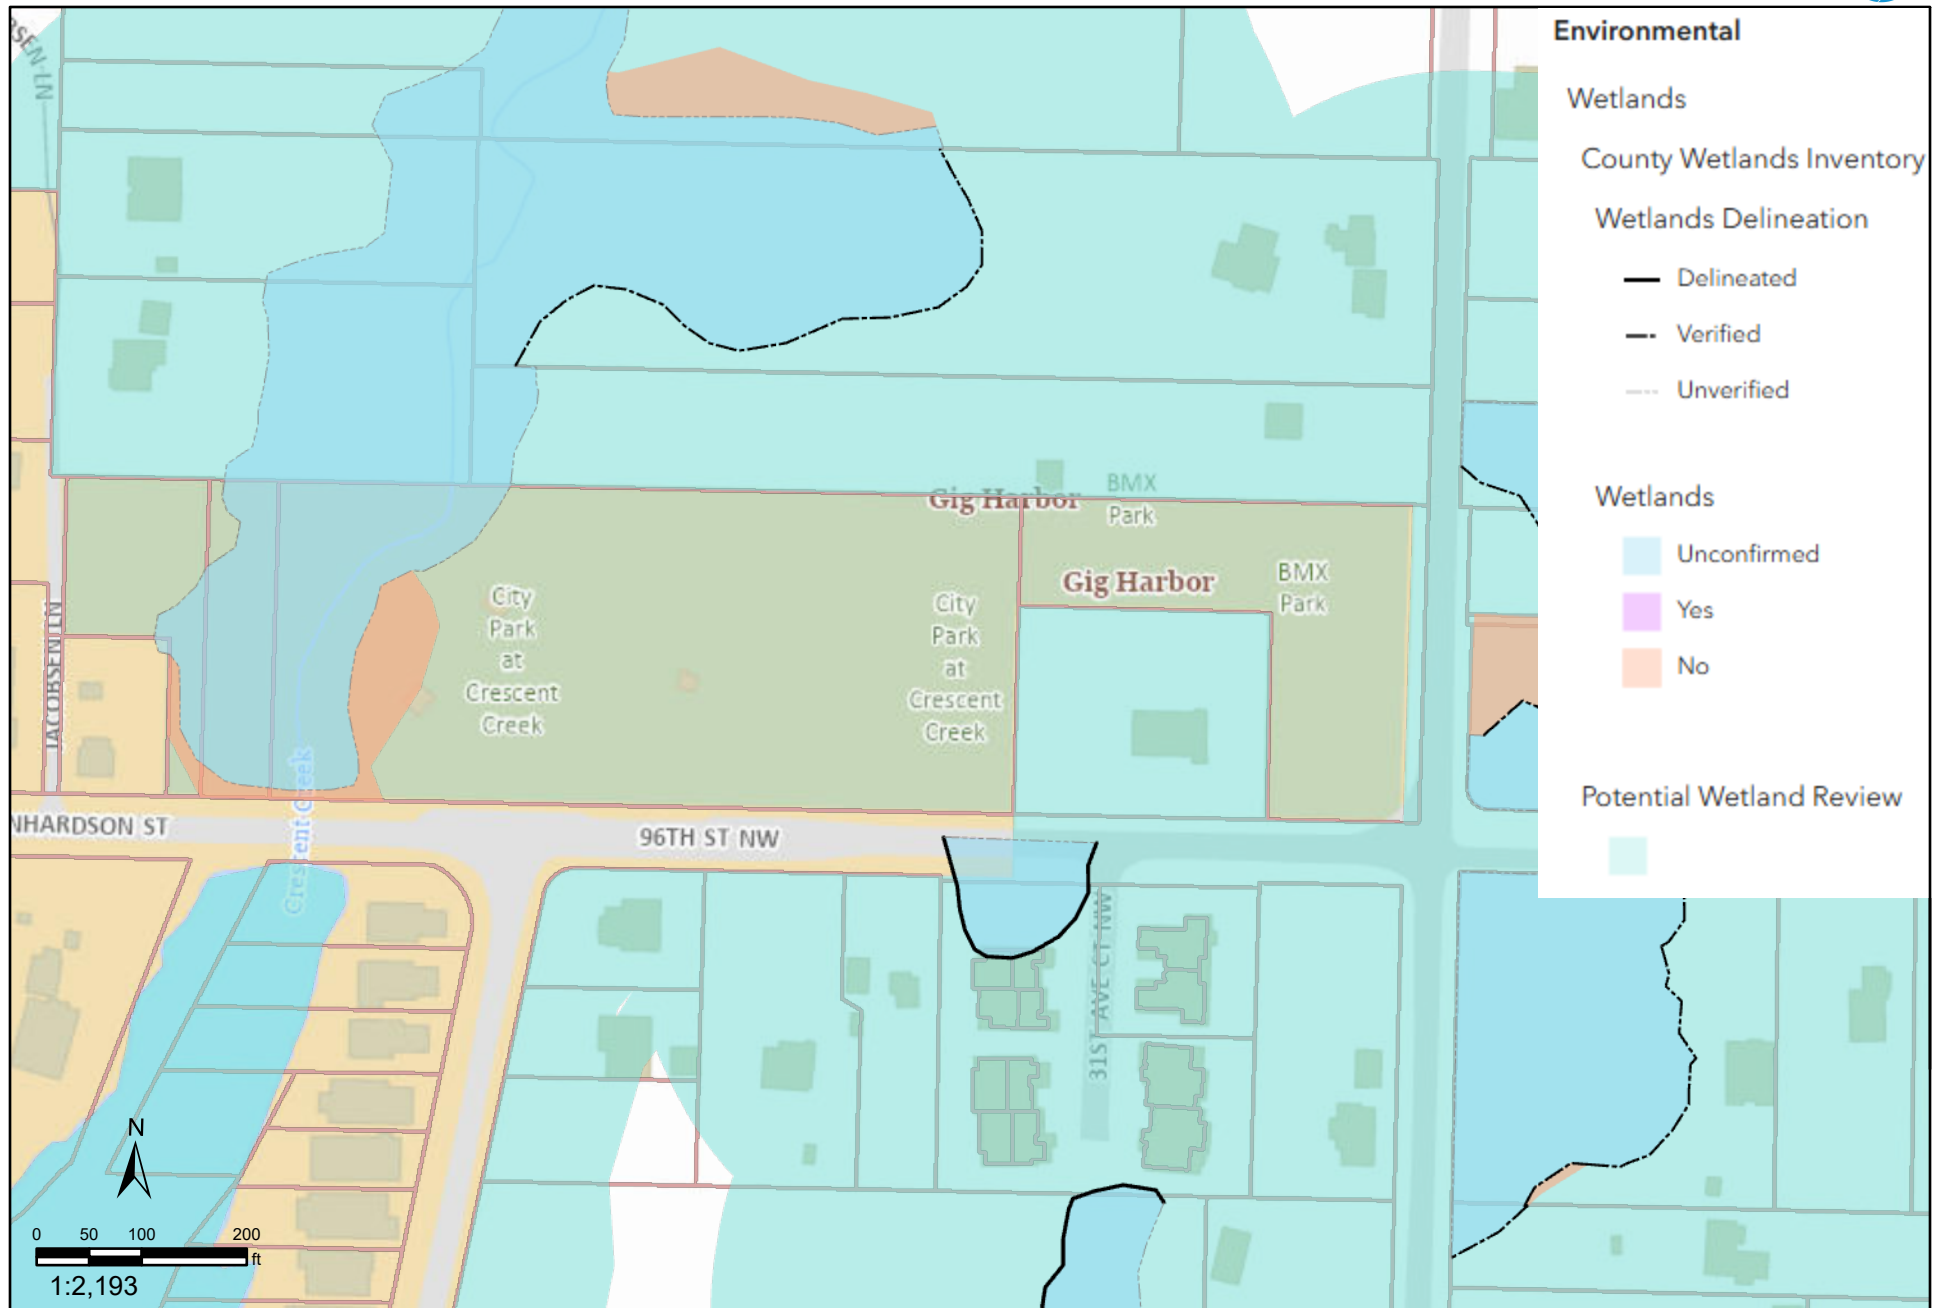 Environmental
Wetlands
County Wetlands Inventory
Wetlands Delineation
Delineated
Verified
Unverified
Wetlands
Unconfirmed
Yes
No
Potential Wetland Review
BMX
Park
Gig Harbor
Gig Harbor
BMX
Park
City
Park
at
Crescent
Creek
City
Park
at
Crescent
Creek
JACOBSEN LN
Crescent Creek
96TH ST NW
31ST AVE CT NW
N
0 50 100 200
ft
1:2,193